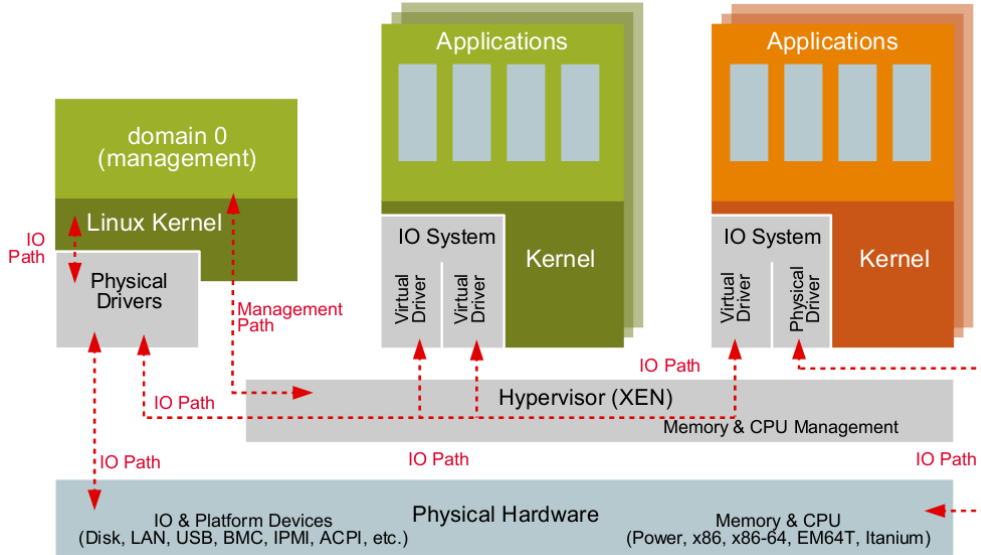 Applications
Applications
domain 0
(management)
Linux Kernel
IO
Path
Physical
Drivers
Management
Path
IO System
Virtual
Driver
Virtual
Driver
Kernel
IO System
Virtual
Driver
Physical
Driver
Kernel
IO Path
IO Path
Hypervisor (XEN)
Memory & CPU Management
IO Path
IO Path
IO Path
Physical Hardware
IO & Platform Devices
(Disk, LAN, USB, BMC, IPMI, ACPI, etc.)
Memory & CPU
(Power, x86, x86-64, EM64T, Itanium)